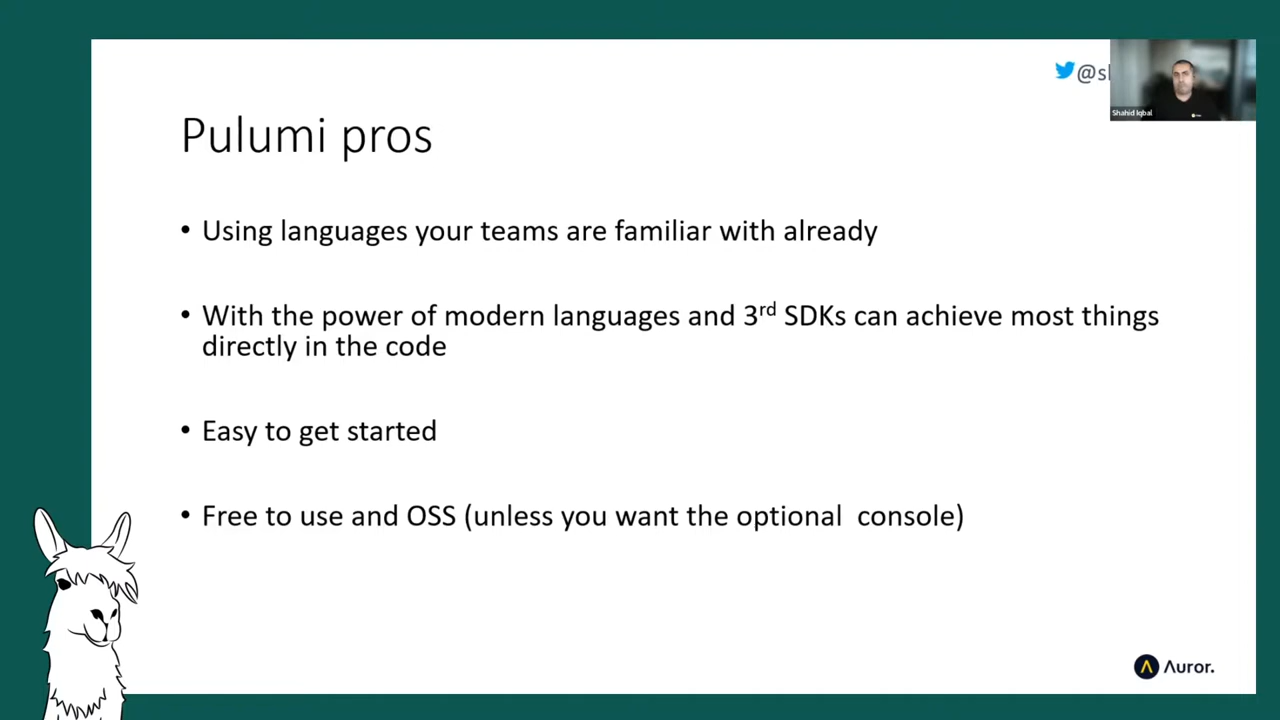 @s
Shahid Iqbal
Pulumi pros
• Using languages your teams are familiar with already
• With the power of modern languages and 3rd SDKs can achieve most things
directly in the code
• Easy to get started
• Free to use and OSS (unless you want the optional  console)
Auror.